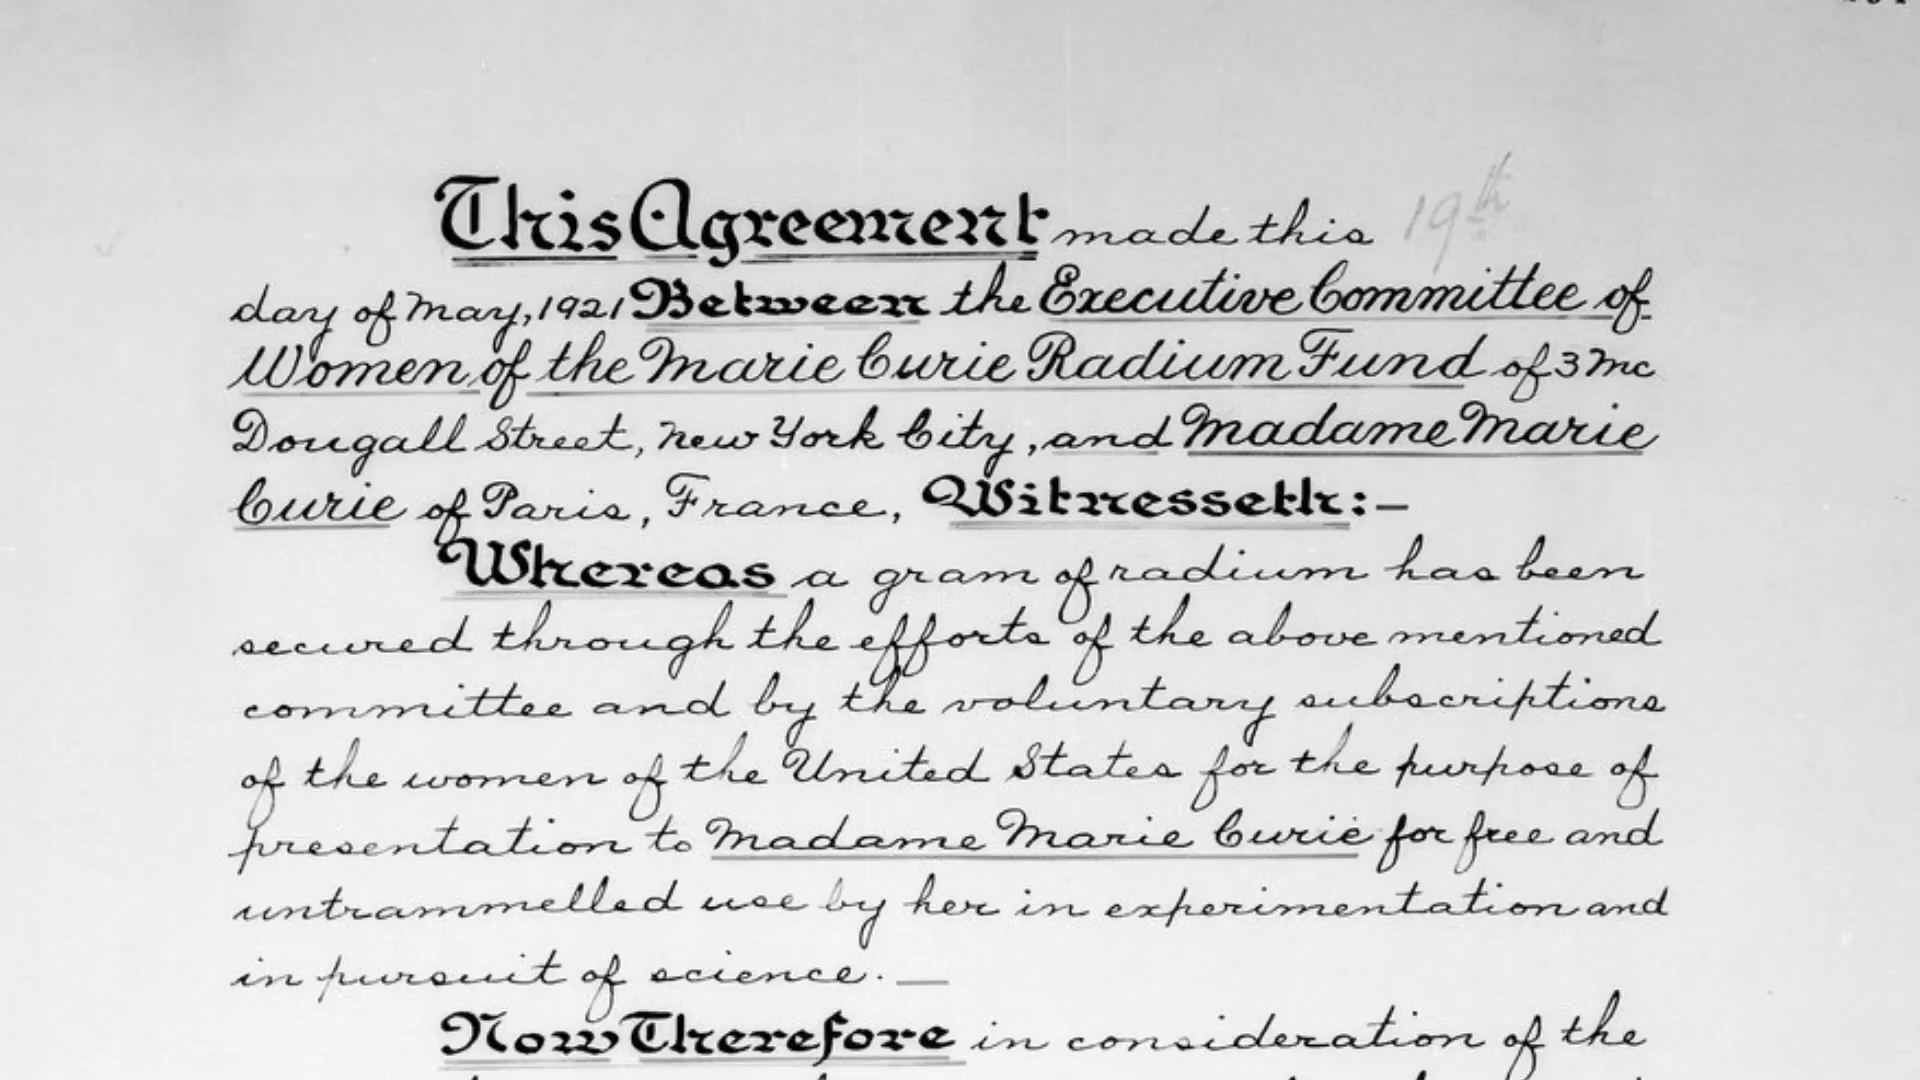 This Agreement made this 19th
day of May, 1921 Between the Executive Committee of
Women of the Marie Curie Radium Fund of 3 Mc
Dougall Street, New York City, and Madame Marie
Curie of Paris, France, Witnesseth:-
Whereas a gram of radium has been
secured through the efforts of the above mentioned
committee and by the voluntary subscriptions
of the women of the United States for the purpose of
presentation to Madame Marie Curie for free and
untrammelled use by her in experimentation and
in pursuit of science. —
Now Therefore in consideration of the